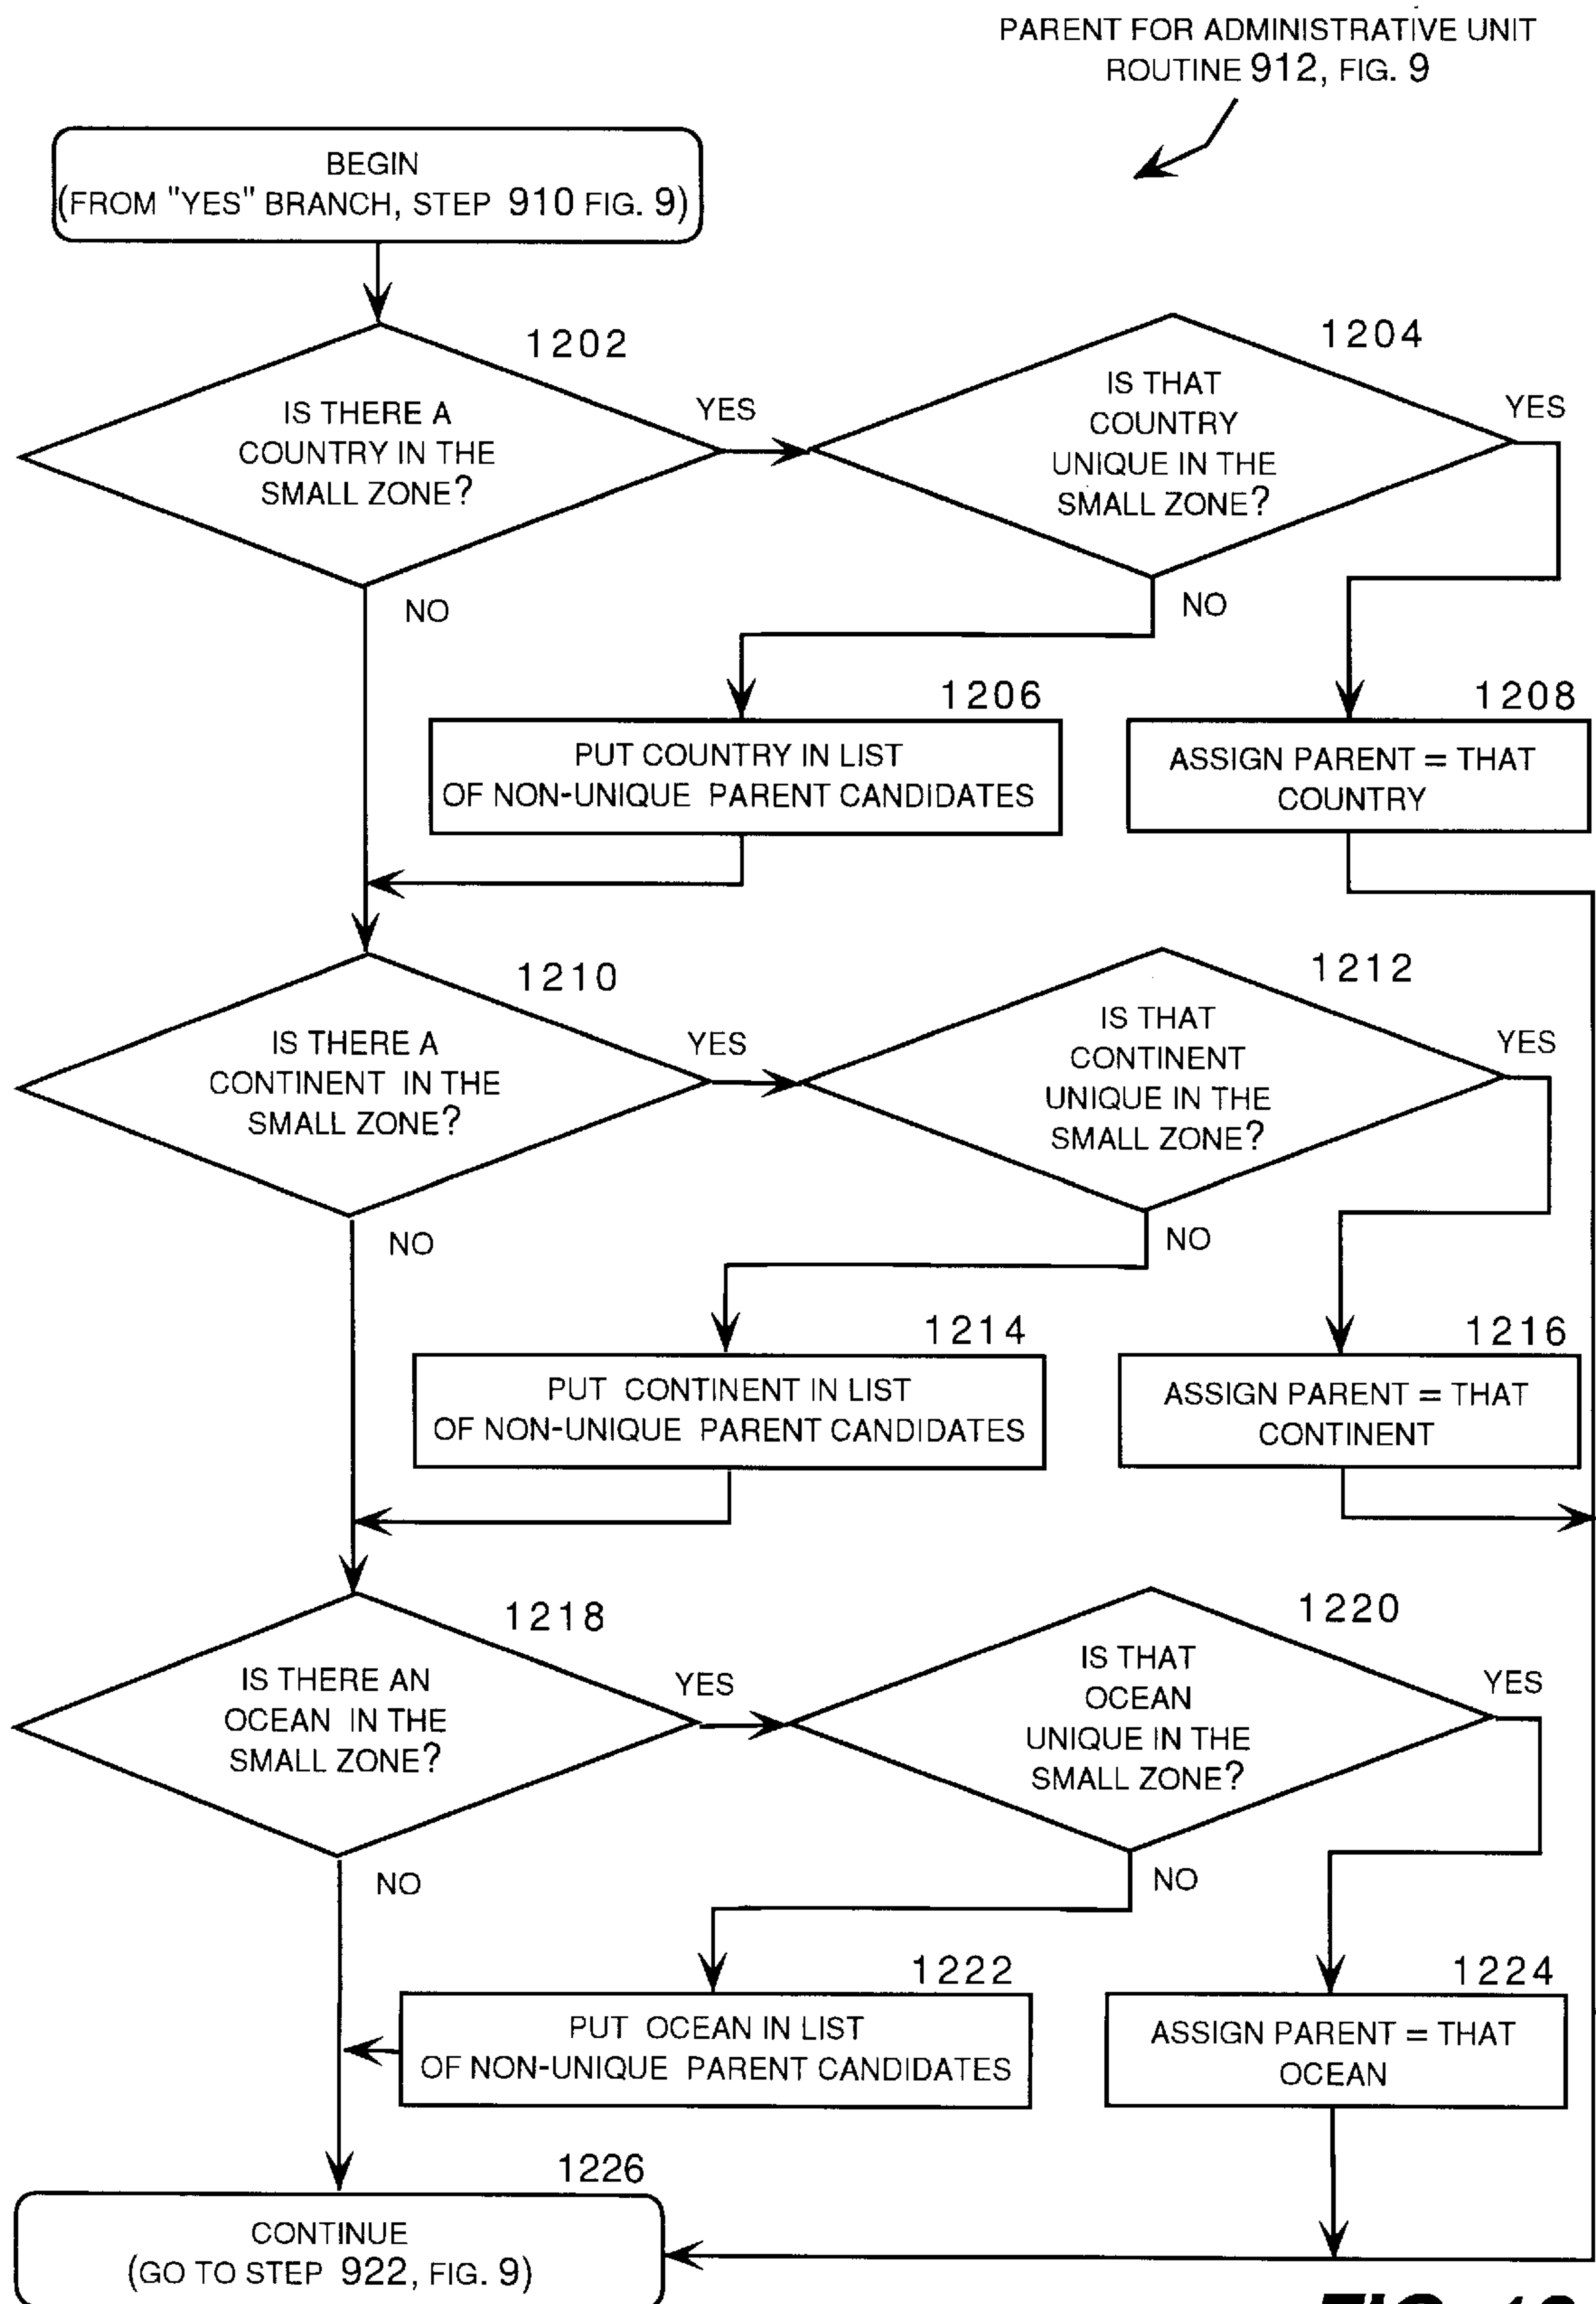 PARENT FOR ADMINISTRATIVE UNIT
ROUTINE 912, FIG. 9
BEGIN
(FROM "YES" BRANCH, STEP 910 FIG. 9)
1202
IS THERE A
COUNTRY IN THE
SMALL ZONE?
YES
NO
1204
IS THAT
COUNTRY
UNIQUE IN THE
SMALL ZONE?
YES
NO
1206
PUT COUNTRY IN LIST
OF NON-UNIQUE PARENT CANDIDATES
1208
ASSIGN PARENT = THAT
COUNTRY
1210
IS THERE A
CONTINENT IN THE
SMALL ZONE?
YES
NO
1212
IS THAT
CONTINENT
UNIQUE IN THE
SMALL ZONE?
YES
NO
1214
PUT CONTINENT IN LIST
OF NON-UNIQUE PARENT CANDIDATES
1216
ASSIGN PARENT = THAT
CONTINENT
1218
IS THERE AN
OCEAN IN THE
SMALL ZONE?
YES
NO
1220
IS THAT
OCEAN
UNIQUE IN THE
SMALL ZONE?
YES
NO
1222
PUT OCEAN IN LIST
OF NON-UNIQUE PARENT CANDIDATES
1224
ASSIGN PARENT = THAT
OCEAN
1226
CONTINUE
(GO TO STEP 922, FIG. 9)